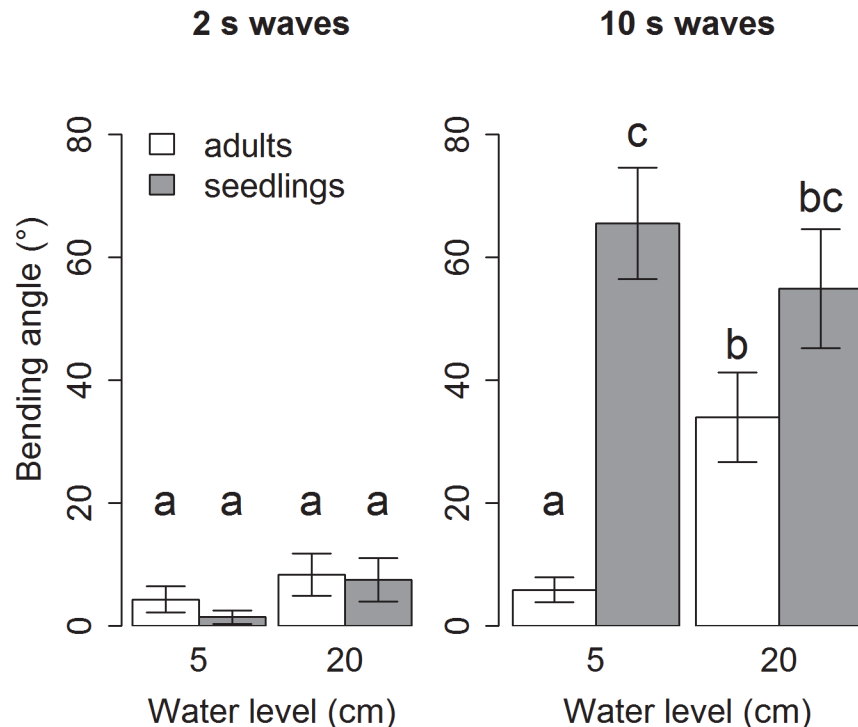 2 s waves
10 s waves
Bending angle (°)
80
60
40
20
0
adults
seedlings
a
a
a
a
5
20
Water level (cm)
80
60
40
20
0
c
bc
b
a
5
20
Water level (cm)